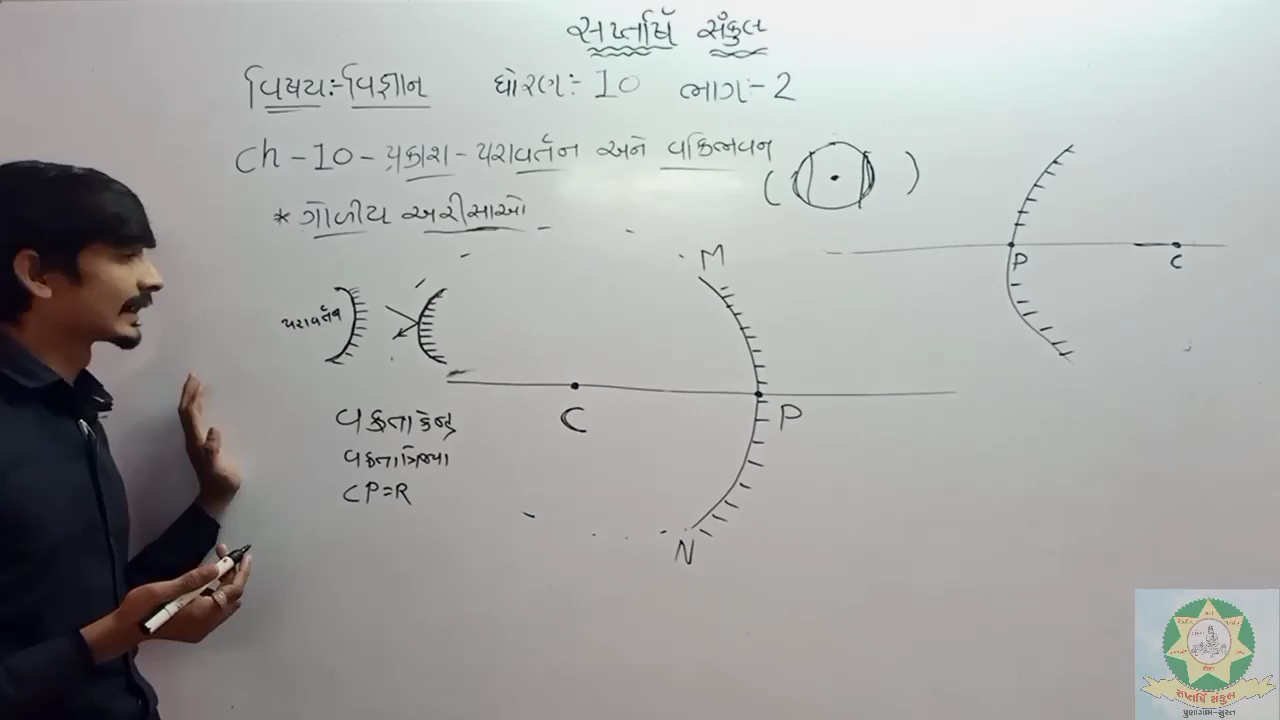 સપ્તર્ષિ સંકુલ
વિષય:-વિજ્ઞાન ધોરણ:- 10 ભાગ:-2
Ch-10-પ્રકાશ-પરાવર્તન અને વક્રિભવન
* ગોળીય અરીસાઓ
P C
M
પરાવર્તક
C P
વક્રતાકેન્દ્ર
વક્રતાત્રિજ્યા
CP=R
N
સપ્તર્ષિ સંકુલ
પુણાગામ-સુરત